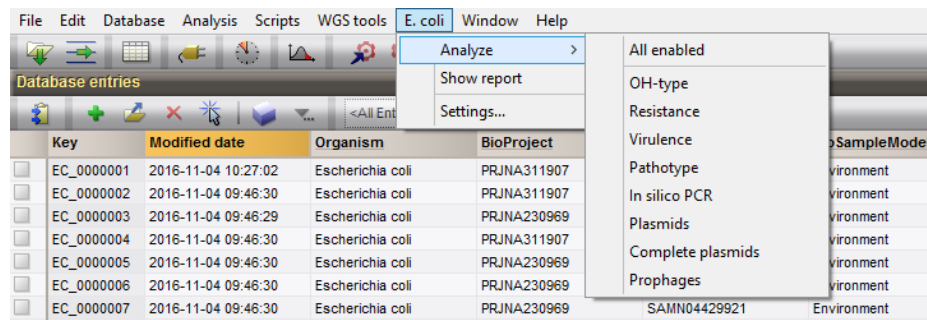 File Edit Database Analysis Scripts WGS tools E. coli Window Help
Analyze > All enabled
Database entries
Show report
OH-type
<All Ent
Settings...
Resistance
Key Modified date Organism BioProject
Virulence
SampleMode
EC_0000001 2016-11-04 10:27:02 Escherichia coli PRJNA311907 Pathotype vironment
EC_0000002 2016-11-04 09:46:30 Escherichia coli PRJNA311907 In silico PCR vironment
EC_0000003 2016-11-04 09:46:29 Escherichia coli PRJNA230969 Plasmids vironment
EC_0000004 2016-11-04 09:46:30 Escherichia coli PRJNA311907 vironment
EC_0000005 2016-11-04 09:46:30 Escherichia coli PRJNA230969 Complete plasmids vironment
EC_0000006 2016-11-04 09:46:30 Escherichia coli PRJNA230969 Prophages vironment
EC_0000007 2016-11-04 09:46:30 Escherichia coli PRJNA230969 SAMN04429921 Environment